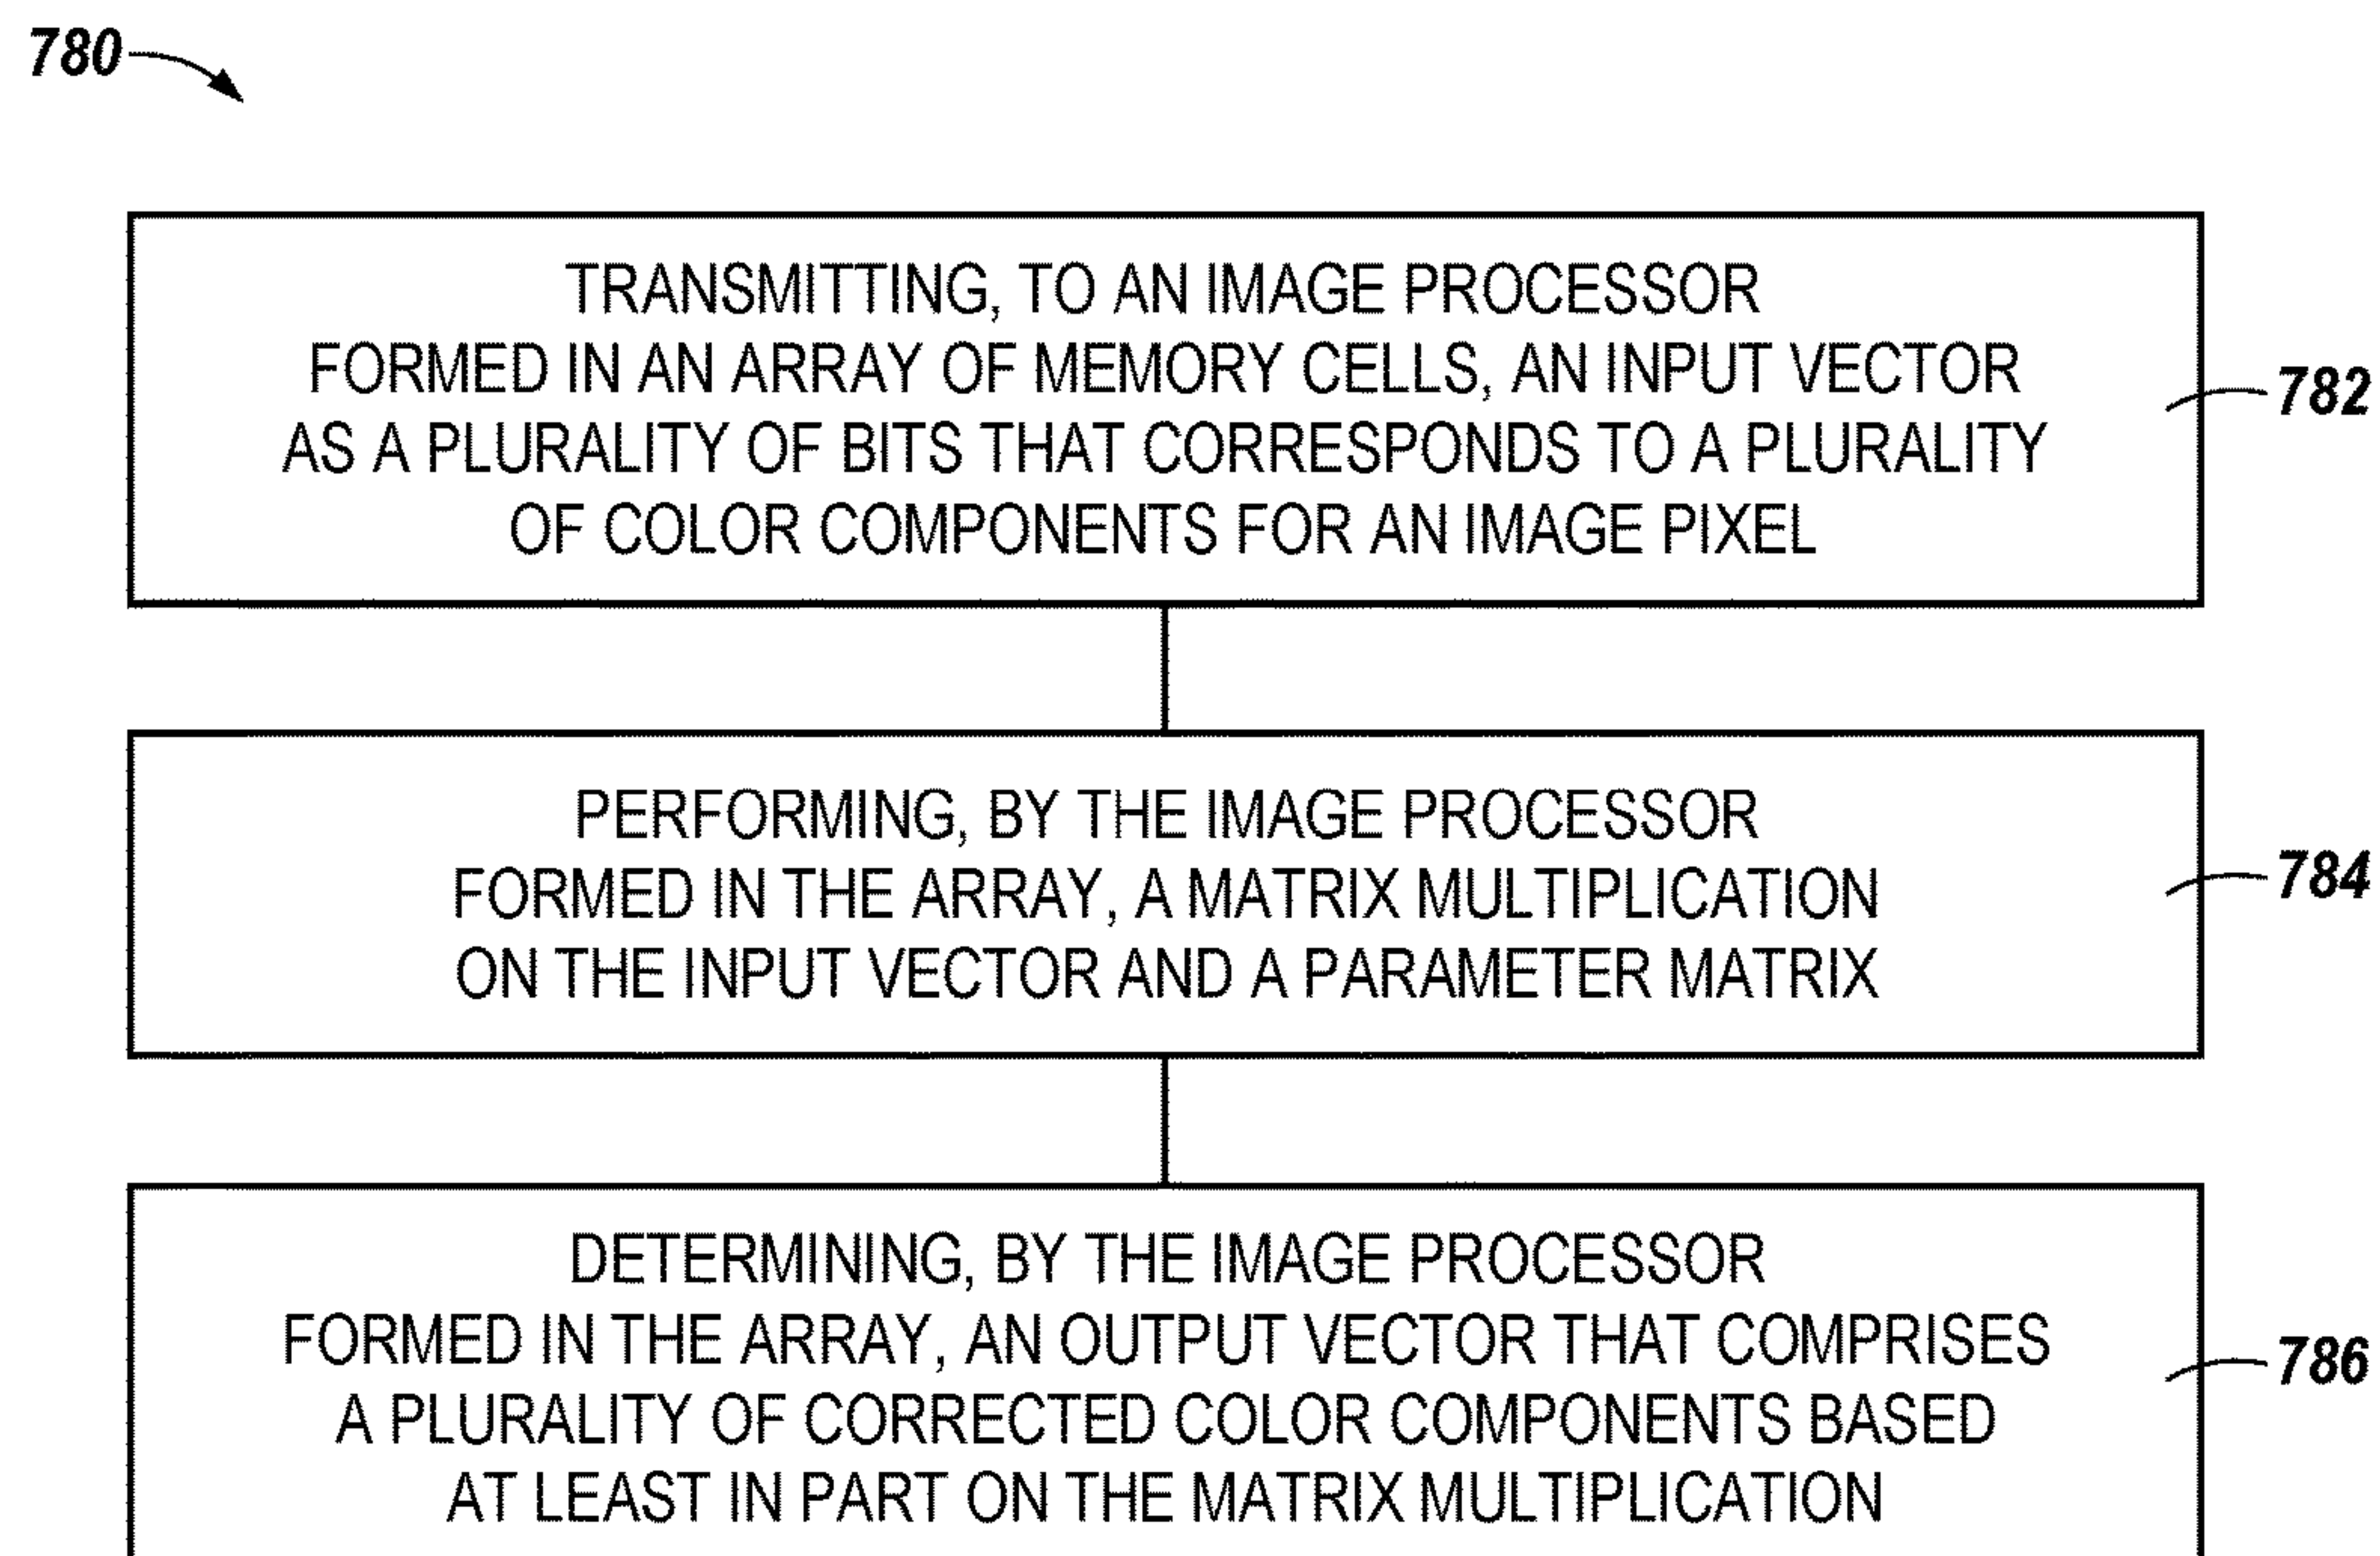 780
TRANSMITTING, TO AN IMAGE PROCESSOR
FORMED IN AN ARRAY OF MEMORY CELLS, AN INPUT VECTOR
AS A PLURALITY OF BITS THAT CORRESPONDS TO A PLURALITY
OF COLOR COMPONENTS FOR AN IMAGE PIXEL
782
PERFORMING, BY THE IMAGE PROCESSOR
FORMED IN THE ARRAY, A MATRIX MULTIPLICATION
ON THE INPUT VECTOR AND A PARAMETER MATRIX
784
DETERMINING, BY THE IMAGE PROCESSOR
FORMED IN THE ARRAY, AN OUTPUT VECTOR THAT COMPRISES
A PLURALITY OF CORRECTED COLOR COMPONENTS BASED
AT LEAST IN PART ON THE MATRIX MULTIPLICATION
786